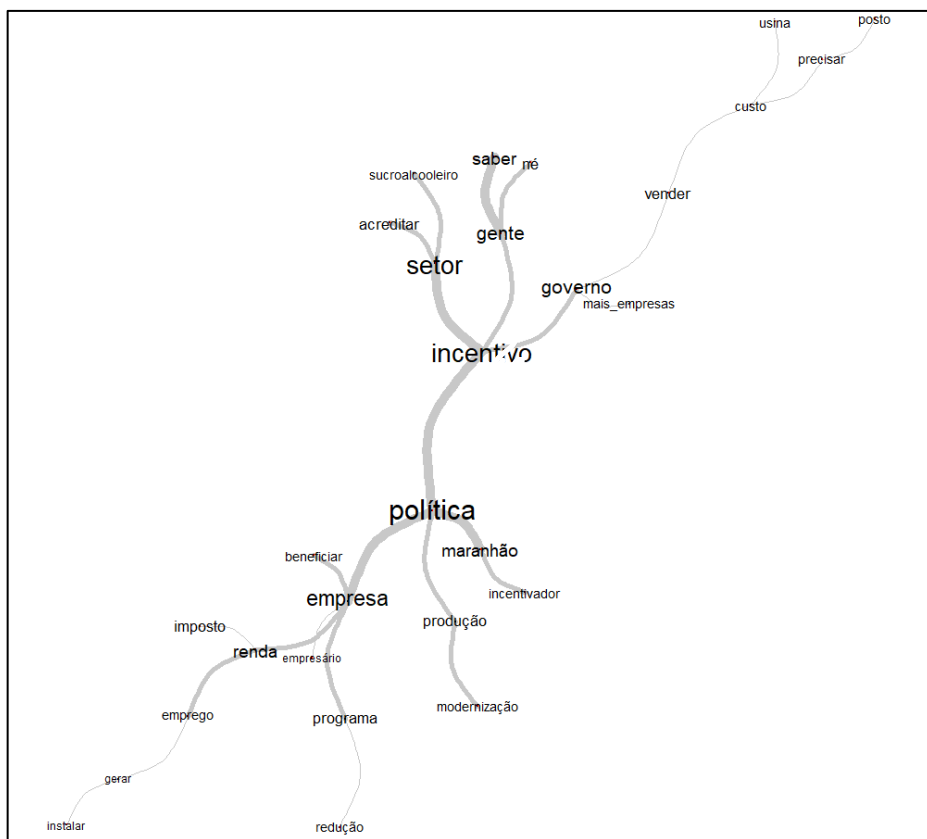 usina
posto
precisar
custo
saber
né
sucroalcooleiro
vender
acreditar
gente
setor
governo
mais_empresas
incentivo
política
maranhão
beneficiar
incentivador
empresa
produção
imposto
renda
empresário
modernização
emprego
programa
gerar
instalar
redução